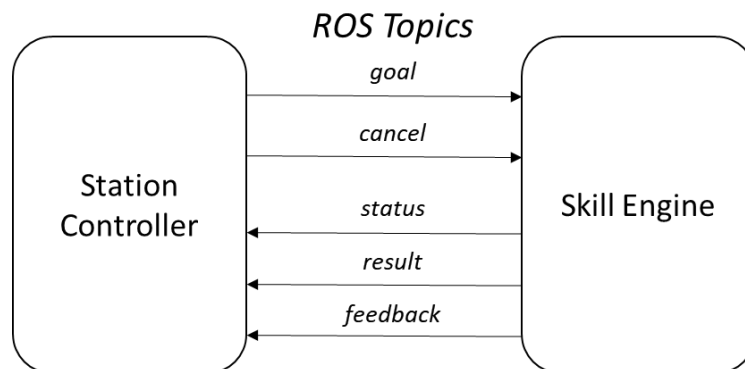 ROS Topics
goal
cancel
Station
Controller
status
Skill Engine
result
feedback